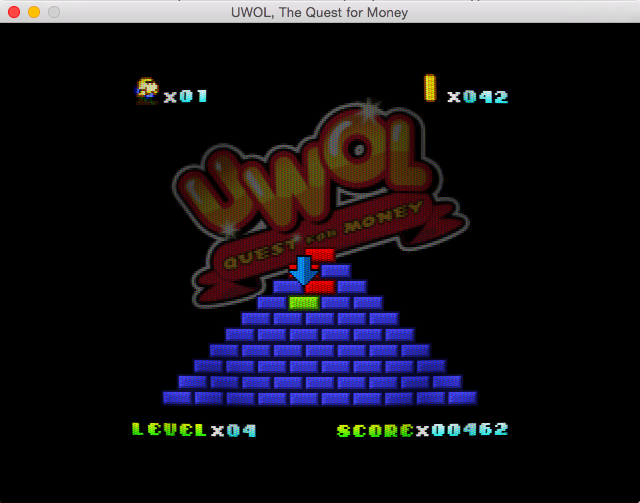 UWOL, The Quest for Money
x01
x042
UWOL
QUEST FOR MONEY
LEVELx04
SCOREx00462